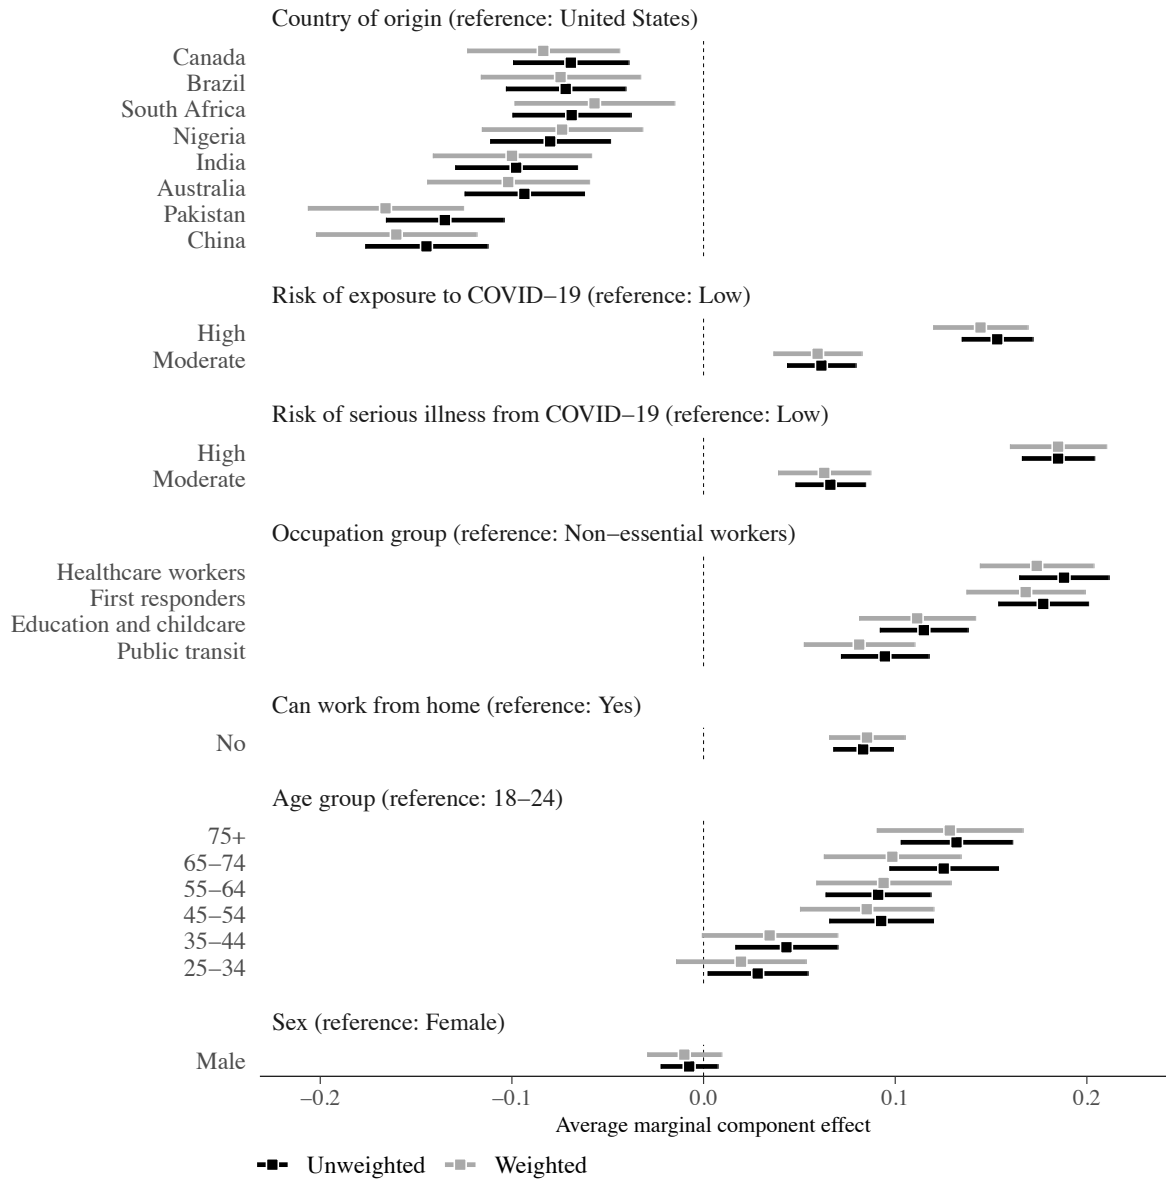 Country of origin (reference: United States)
Canada
Brazil
South Africa
Nigeria
India
Australia
Pakistan
China
Risk of exposure to COVID−19 (reference: Low)
High
Moderate
Risk of serious illness from COVID−19 (reference: Low)
High
Moderate
Occupation group (reference: Non−essential workers)
Healthcare workers
First responders
Education and childcare
Public transit
Can work from home (reference: Yes)
No
Age group (reference: 18−24)
75+
65−74
55−64
45−54
35−44
25−34
Sex (reference: Female)
Male
−0.2 −0.1 0.0 0.1 0.2
Average marginal component effect
Unweighted Weighted